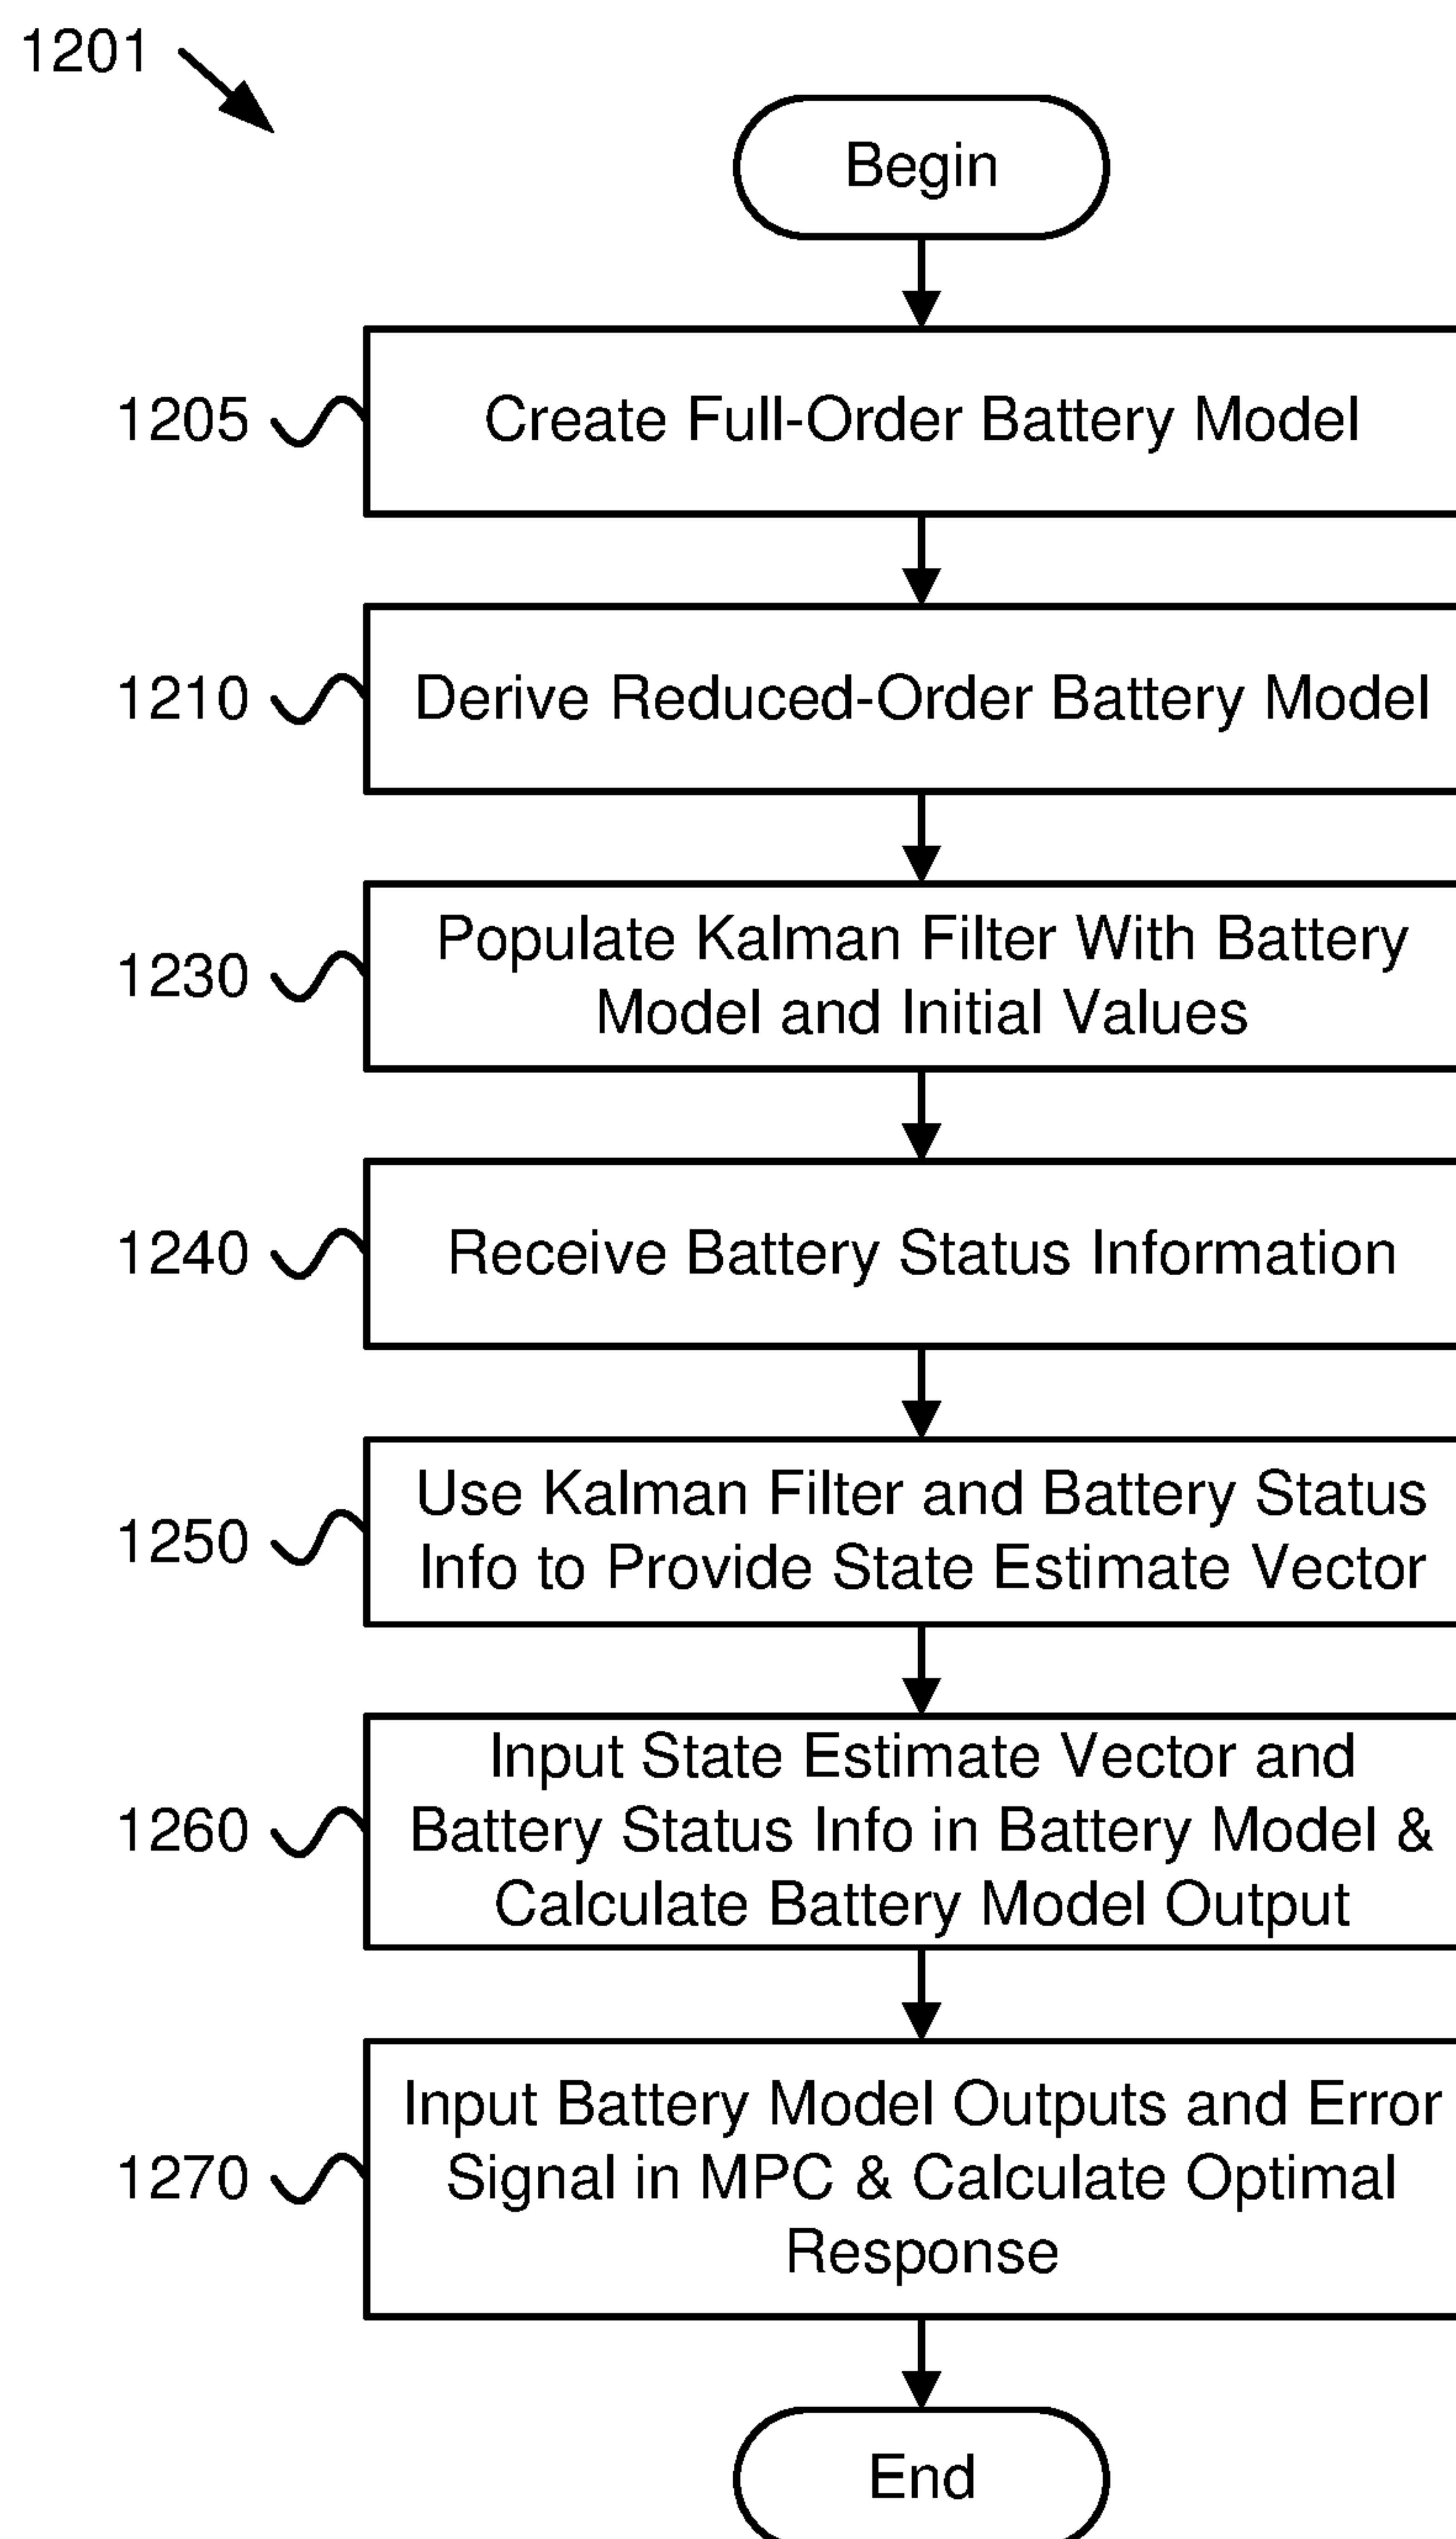 1201
Begin
1205
Create Full-Order Battery Model
1210
Derive Reduced-Order Battery Model
1230
Populate Kalman Filter With Battery
Model and Initial Values
1240
Receive Battery Status Information
1250
Use Kalman Filter and Battery Status
Info to Provide State Estimate Vector
1260
Input State Estimate Vector and
Battery Status Info in Battery Model &
Calculate Battery Model Output
1270
Input Battery Model Outputs and Error
Signal in MPC & Calculate Optimal
Response
End